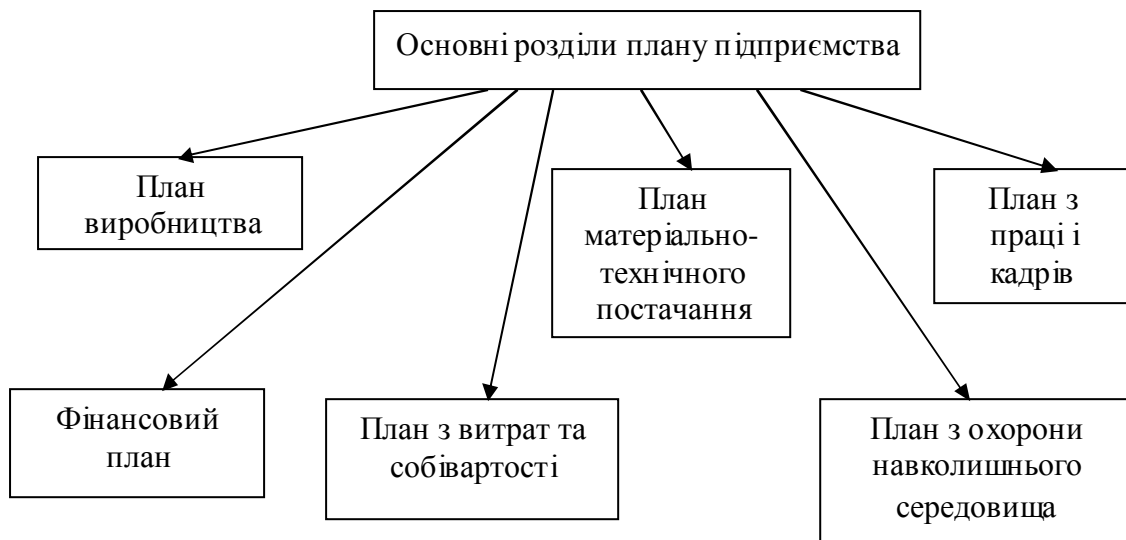 Основні розділи плану підприємства
План
виробництва
План
матеріально-
технічного
постачання
План з
праці і
кадрів
Фінансовий
план
План з витрат та
собівартості
План з охорони
навколишнього
середовища